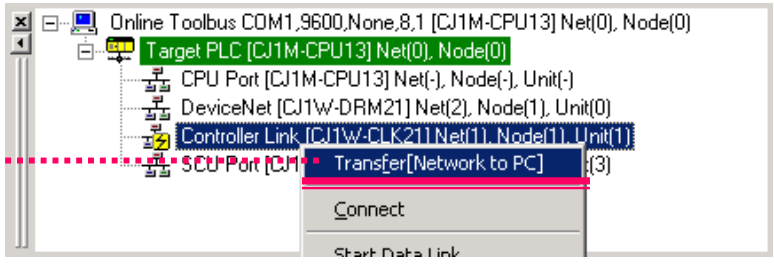 Online Toolbus COM1,9600,None,8,1 [CJ1M-CPU13] Net(0), Node(0)
Target PLC [CJ1M-CPU13] Net(0), Node(0)
CPU Port [CJ1M-CPU13] Net(-), Node(-), Unit(-)
DeviceNet [CJ1W-DRM21] Net(2), Node(1), Unit(0)
Controller Link [CJ1W-CLK21] Net(1), Node(1), Unit(1)
SCU Port [CJ1 (3)
Transfer[Network to PC]
Connect
Start Data Link